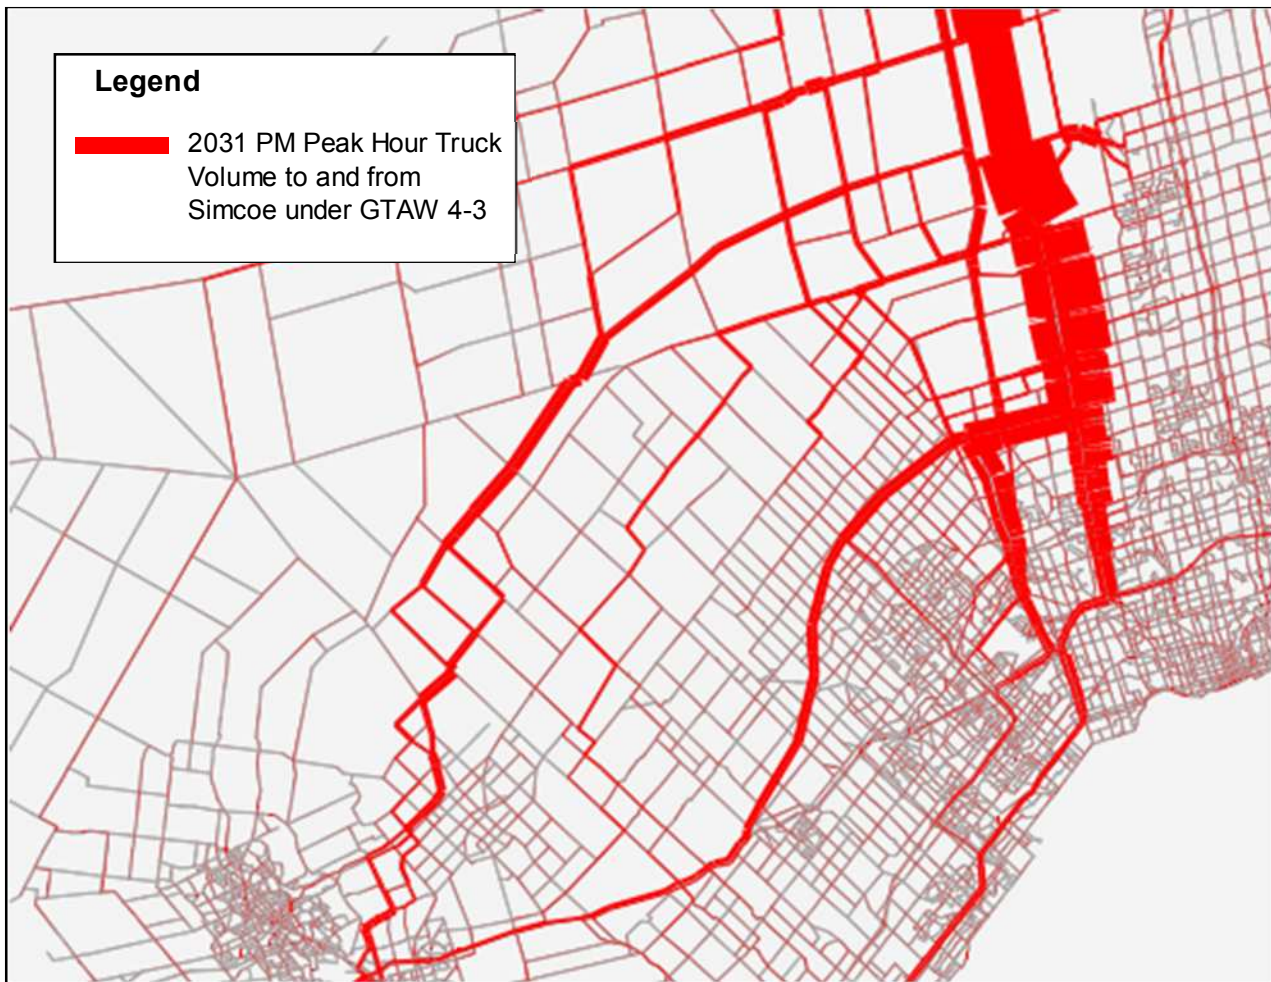 Legend
2031 PM Peak Hour Truck
Volume to and from
Simcoe under GTAW 4-3